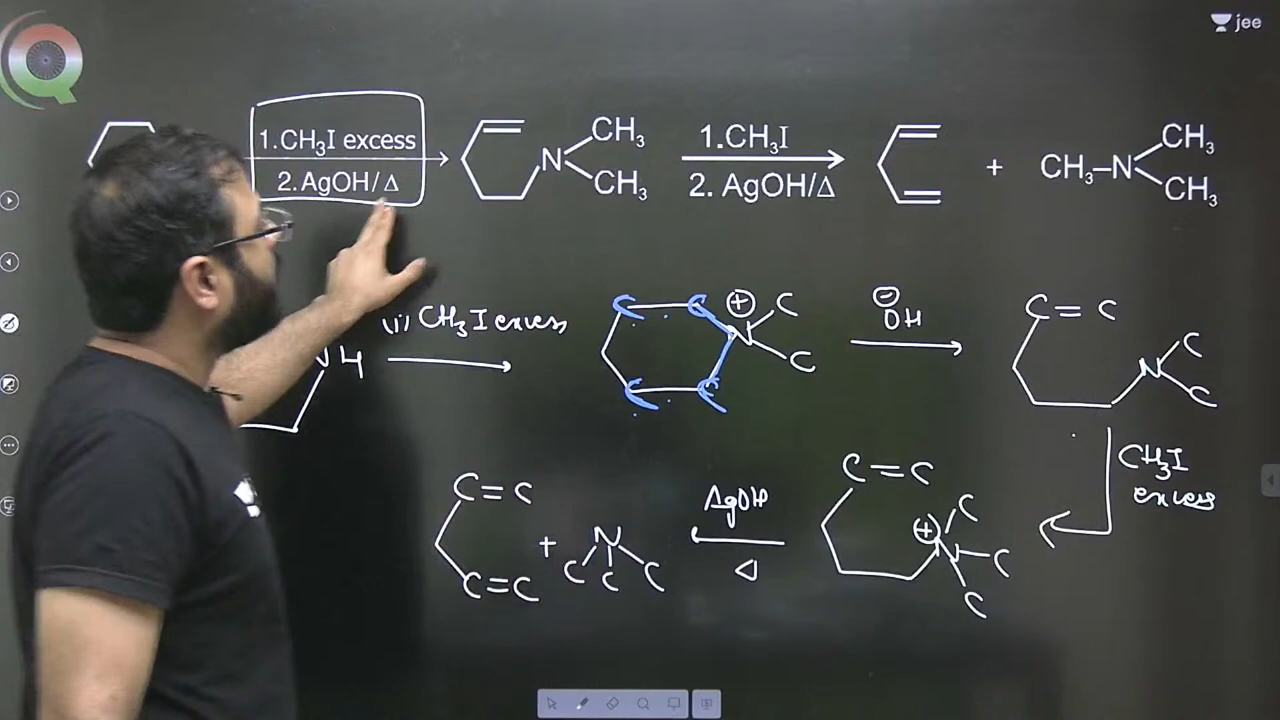 jee
1.CH₃I excess
2.AgOH/Δ
N
CH₃
CH₃
1.CH₃I
2. AgOH/Δ
+
CH₃–N
CH₃
CH₃
(i) CH₃I excess
H
C C
C C
⊕
N
C
C
⊖
OH
C = C
N
C
C
CH₃I
excess
C = C
⊕
N
C
C
C
AgOH
Δ
C = C
C = C
+
N
C C C